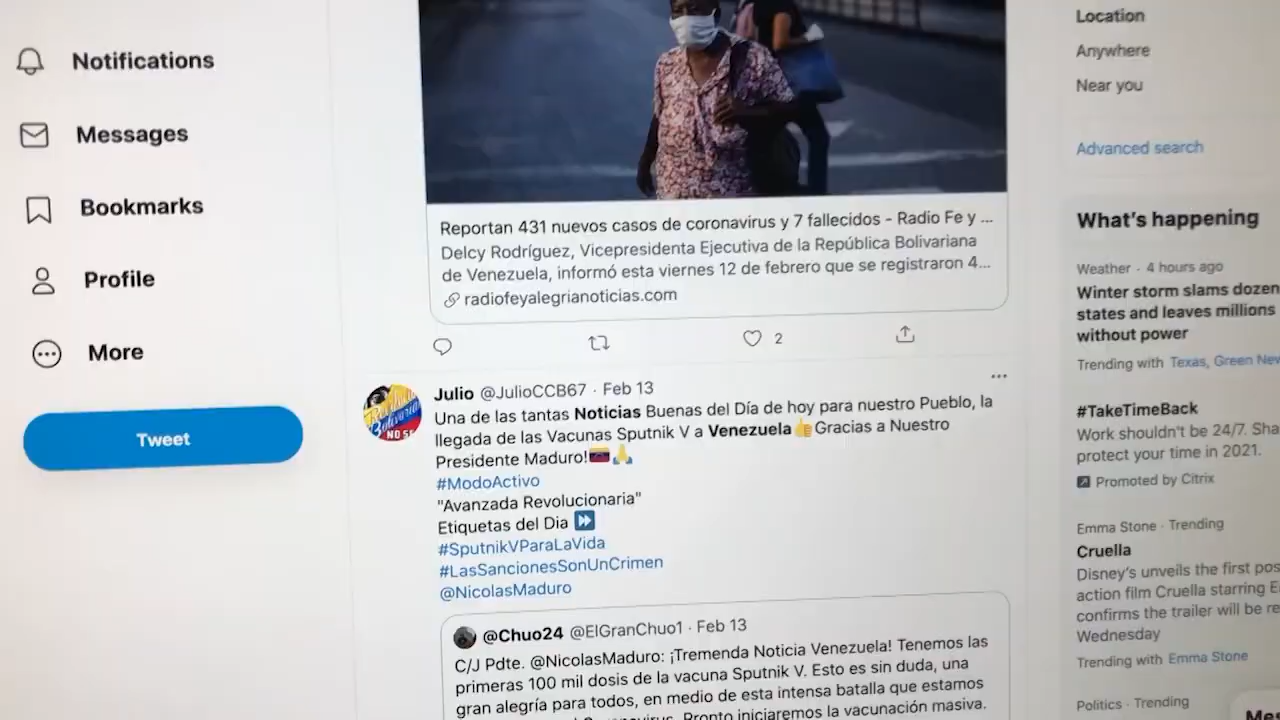 Notifications
Messages
Bookmarks
Profile
More
Tweet
Reportan 431 nuevos casos de coronavirus y 7 fallecidos - Radio Fe y ...
Delcy Rodríguez, Vicepresidenta Ejecutiva de la República Bolivariana
de Venezuela, informó esta viernes 12 de febrero que se registraron 4...
radiofeyalegrianoticias.com
2
Julio @JulioCCB67 · Feb 13
Una de las tantas Noticias Buenas del Día de hoy para nuestro Pueblo, la
llegada de las Vacunas Sputnik V a Venezuela👍Gracias a Nuestro
Presidente Maduro!🇻🇪🙏
#ModoActivo
"Avanzada Revolucionaria"
Etiquetas del Dia ⏩
#SputnikVParaLaVida
#LasSancionesSonUnCrimen
@NicolasMaduro
@Chuo24 @ElGranChuo1 · Feb 13
C/J Pdte. @NicolasMaduro: ¡Tremenda Noticia Venezuela! Tenemos las
primeras 100 mil dosis de la vacuna Sputnik V. Esto es sin duda, una
gran alegría para todos, en medio de esta intensa batalla que estamos
Pronto iniciaremos la vacunación masiva.
Location
Anywhere
Near you
Advanced search
What's happening
Weather · 4 hours ago
Winter storm slams dozen
states and leaves millions
without power
Trending with Texas, Green New
#TakeTimeBack
Work shouldn't be 24/7. Sha
protect your time in 2021.
Promoted by Citrix
Emma Stone · Trending
Cruella
Disney's unveils the first pos
action film Cruella starring E
confirms the trailer will be re
Wednesday
Trending with Emma Stone
Politics · Trending